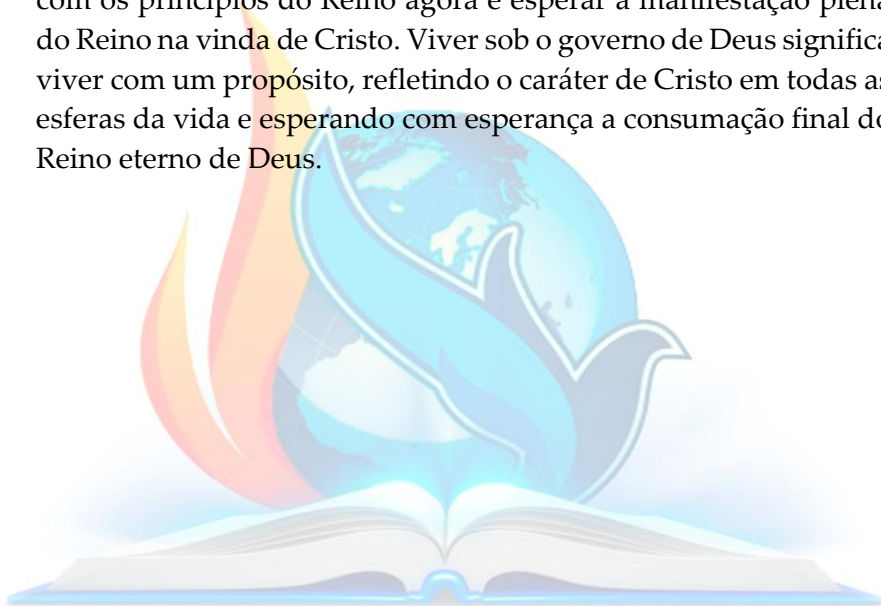 com os princípios do Reino agora e esperar a manifestação plena
do Reino na vinda de Cristo. Viver sob o governo de Deus significa
viver com um propósito, refletindo o caráter de Cristo em todas as
esferas da vida e esperando com esperança a consumação final do
Reino eterno de Deus.